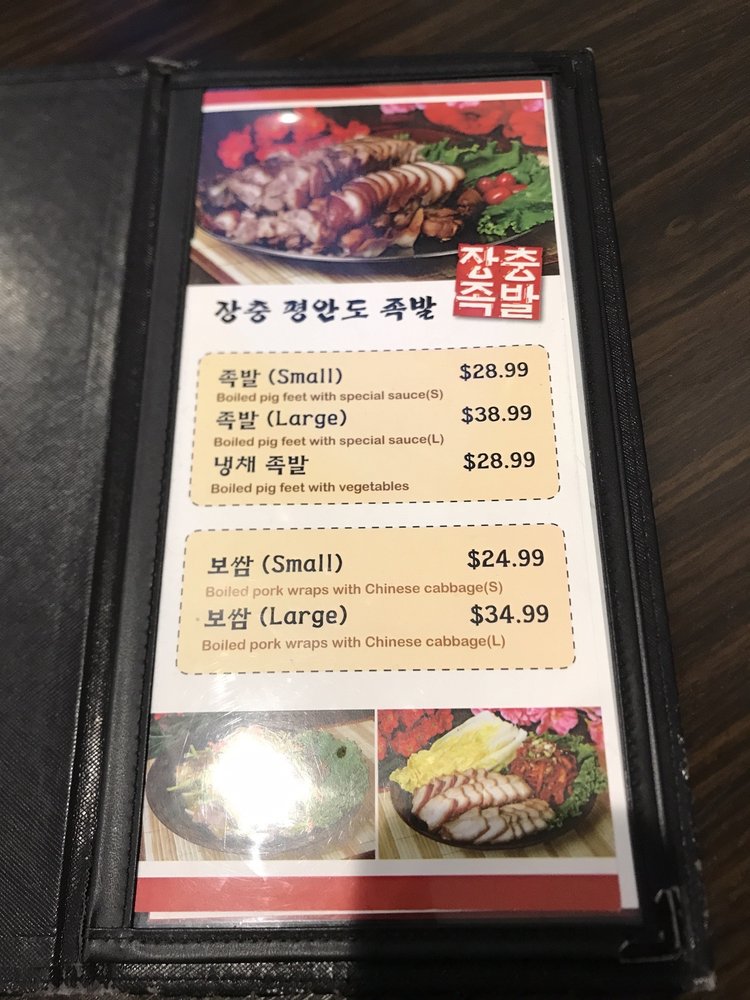 장충
족발
장충 평안도 족발
족발 (Small) $28.99
Boiled pig feet with special sauce(S)
족발 (Large) $38.99
Boiled pig feet with special sauce(L)
냉채 족발 $28.99
Boiled pig feet with vegetables
보쌈 (Small) $24.99
Boiled pork wraps with Chinese cabbage(S)
보쌈 (Large) $34.99
Boiled pork wraps with Chinese cabbage(L)